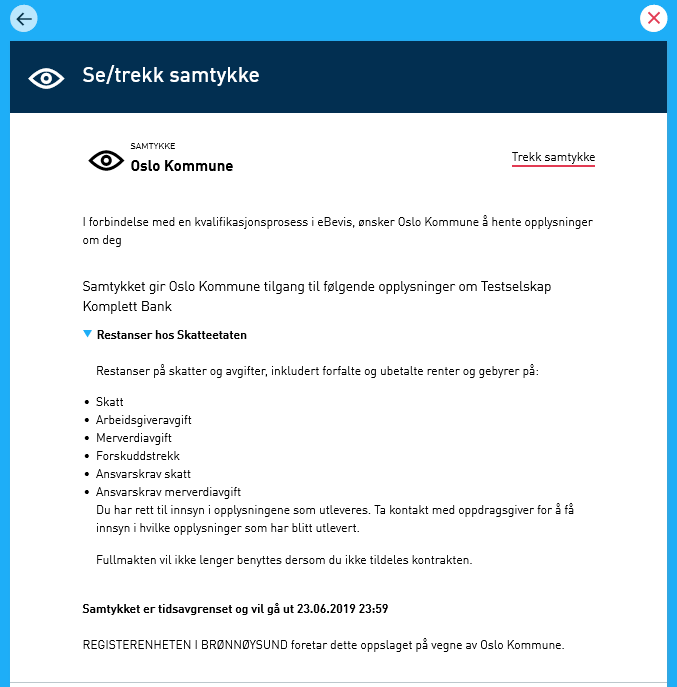 Se/trekk samtykke
SAMTYKKE
Oslo Kommune
Trekk samtykke
I forbindelse med en kvalifikasjonsprosess i eBevis, ønsker Oslo Kommune å hente opplysninger
om deg
Samtykket gir Oslo Kommune tilgang til følgende opplysninger om Testselskap
Komplett Bank
Restanser hos Skatteetaten
Restanser på skatter og avgifter, inkludert forfalte og ubetalte renter og gebyrer på:
• Skatt
• Arbeidsgiveravgift
• Merverdiavgift
• Forskuddstrekk
• Ansvarskrav skatt
• Ansvarskrav merverdiavgift
Du har rett til innsyn i opplysningene som utleveres. Ta kontakt med oppdragsgiver for å få
innsyn i hvilke opplysninger som har blitt utlevert.
Fullmakten vil ikke lenger benyttes dersom du ikke tildeles kontrakten.
Samtykket er tidsavgrenset og vil gå ut 23.06.2019 23:59
REGISTERENHETEN I BRØNNØYSUND foretar dette oppslaget på vegne av Oslo Kommune.